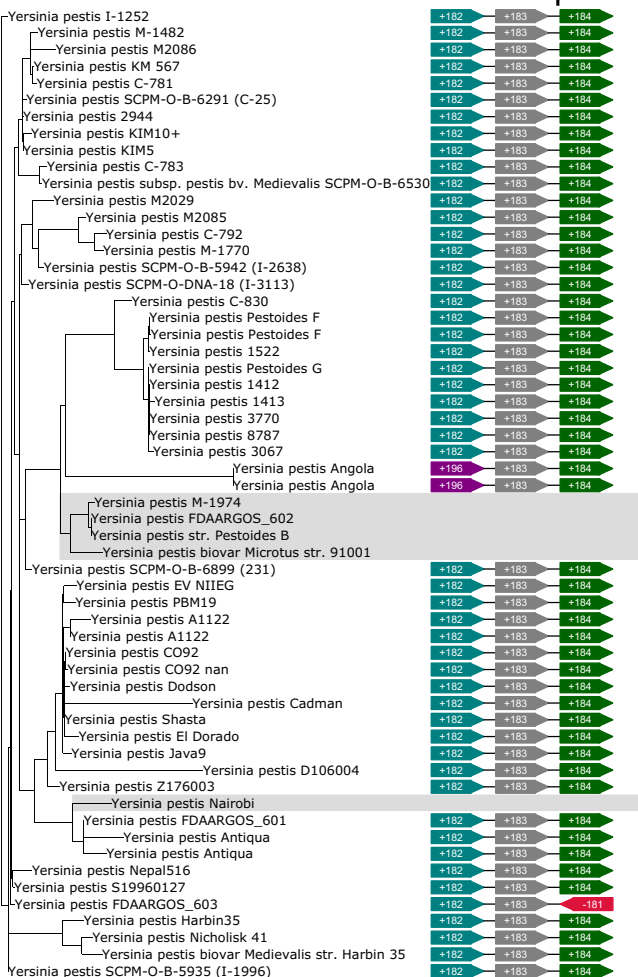 Yersinia pestis I-1252 +182 +183 +184
Yersinia pestis M-1482 +182 +183 +184
Yersinia pestis M2086 +182 +183 +184
Yersinia pestis KM 567 +182 +183 +184
Yersinia pestis C-781 +182 +183 +184
Yersinia pestis SCPM-O-B-6291 (C-25) +182 +183 +184
Yersinia pestis 2944 +182 +183 +184
Yersinia pestis KIM10+ +182 +183 +184
Yersinia pestis KIM5 +182 +183 +184
Yersinia pestis C-783 +182 +183 +184
Yersinia pestis subsp. pestis bv. Medievalis SCPM-O-B-6530 +182 +183 +184
Yersinia pestis M2029 +182 +183 +184
Yersinia pestis M2085 +182 +183 +184
Yersinia pestis C-792 +182 +183 +184
Yersinia pestis M-1770 +182 +183 +184
Yersinia pestis SCPM-O-B-5942 (I-2638) +182 +183 +184
Yersinia pestis SCPM-O-DNA-18 (I-3113) +182 +183 +184
Yersinia pestis C-830 +182 +183 +184
Yersinia pestis Pestoides F +182 +183 +184
Yersinia pestis Pestoides F +182 +183 +184
Yersinia pestis 1522 +182 +183 +184
Yersinia pestis Pestoides G +182 +183 +184
Yersinia pestis 1412 +182 +183 +184
Yersinia pestis 1413 +182 +183 +184
Yersinia pestis 3770 +182 +183 +184
Yersinia pestis 8787 +182 +183 +184
Yersinia pestis 3067 +182 +183 +184
Yersinia pestis Angola +196 +183 +184
Yersinia pestis Angola +196 +183 +184
Yersinia pestis M-1974
Yersinia pestis FDAARGOS_602
Yersinia pestis str. Pestoides B
Yersinia pestis biovar Microtus str. 91001
Yersinia pestis SCPM-O-B-6899 (231) +182 +183 +184
Yersinia pestis EV NIIEG +182 +183 +184
Yersinia pestis PBM19 +182 +183 +184
Yersinia pestis A1122 +182 +183 +184
Yersinia pestis A1122 +182 +183 +184
Yersinia pestis CO92 +182 +183 +184
Yersinia pestis CO92 nan +182 +183 +184
Yersinia pestis Dodson +182 +183 +184
Yersinia pestis Cadman +182 +183 +184
Yersinia pestis Shasta +182 +183 +184
Yersinia pestis El Dorado +182 +183 +184
Yersinia pestis Java9 +182 +183 +184
Yersinia pestis D106004 +182 +183 +184
Yersinia pestis Z176003 +182 +183 +184
Yersinia pestis Nairobi
Yersinia pestis FDAARGOS_601 +182 +183 +184
Yersinia pestis Antiqua +182 +183 +184
Yersinia pestis Antiqua +182 +183 +184
Yersinia pestis Nepal516 +182 +183 +184
Yersinia pestis S19960127 +182 +183 +184
Yersinia pestis FDAARGOS_603 +182 +183 -181
Yersinia pestis Harbin35 +182 +183 +184
Yersinia pestis Nicholisk 41 +182 +183 +184
Yersinia pestis biovar Medievalis str. Harbin 35 +182 +183 +184
Yersinia pestis SCPM-O-B-5935 (I-1996) +182 +183 +184